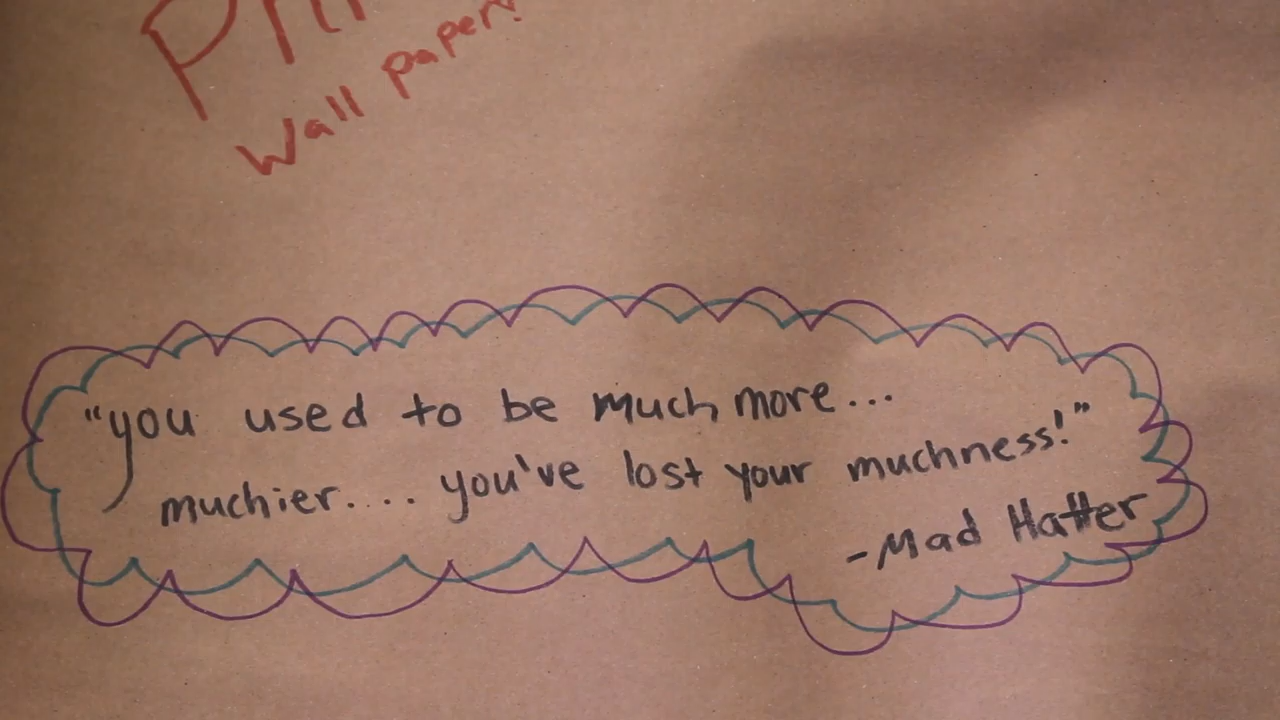 Wall paper!
"you used to be much more...
muchier.... you've lost your muchness!"
-Mad Hatter